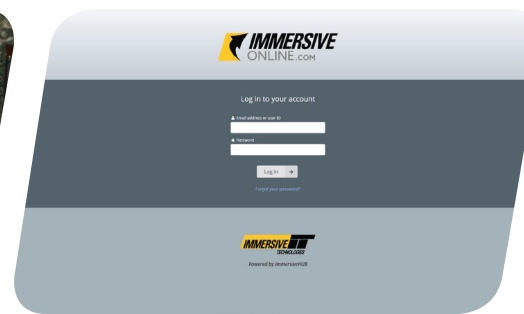 IMMERSIVE
ONLINE.COM
Log in to your account
Email address or user ID
Password
Log in
Forgot your password?
IMMERSIVE
TECHNOLOGIES
Powered by ImmersiveHUB